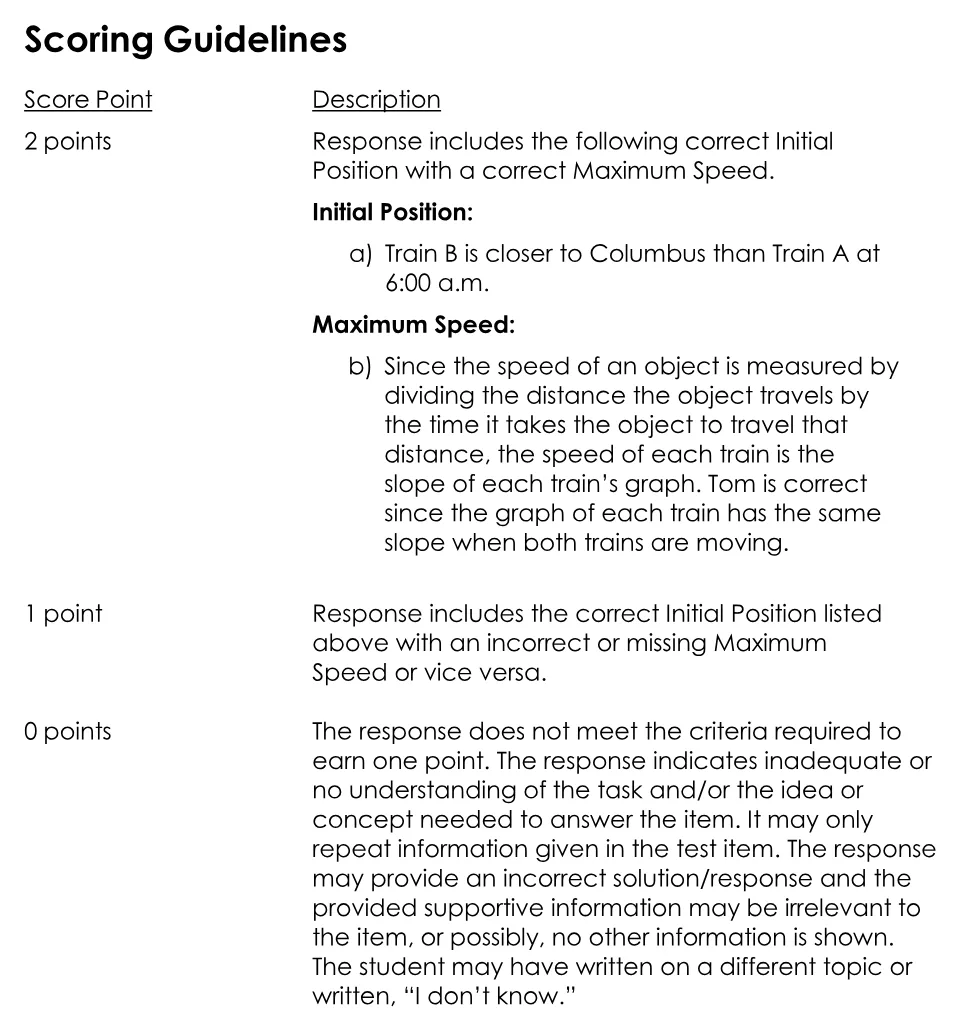 Scoring Guidelines
Score Point Description
2 points Response includes the following correct Initial
Position with a correct Maximum Speed.
Initial Position:
a) Train B is closer to Columbus than Train A at
6:00 a.m.
Maximum Speed:
b) Since the speed of an object is measured by
dividing the distance the object travels by
the time it takes the object to travel that
distance, the speed of each train is the
slope of each train’s graph. Tom is correct
since the graph of each train has the same
slope when both trains are moving.
1 point Response includes the correct Initial Position listed
above with an incorrect or missing Maximum
Speed or vice versa.
0 points The response does not meet the criteria required to
earn one point. The response indicates inadequate or
no understanding of the task and/or the idea or
concept needed to answer the item. It may only
repeat information given in the test item. The response
may provide an incorrect solution/response and the
provided supportive information may be irrelevant to
the item, or possibly, no other information is shown.
The student may have written on a different topic or
written, “I don’t know.”